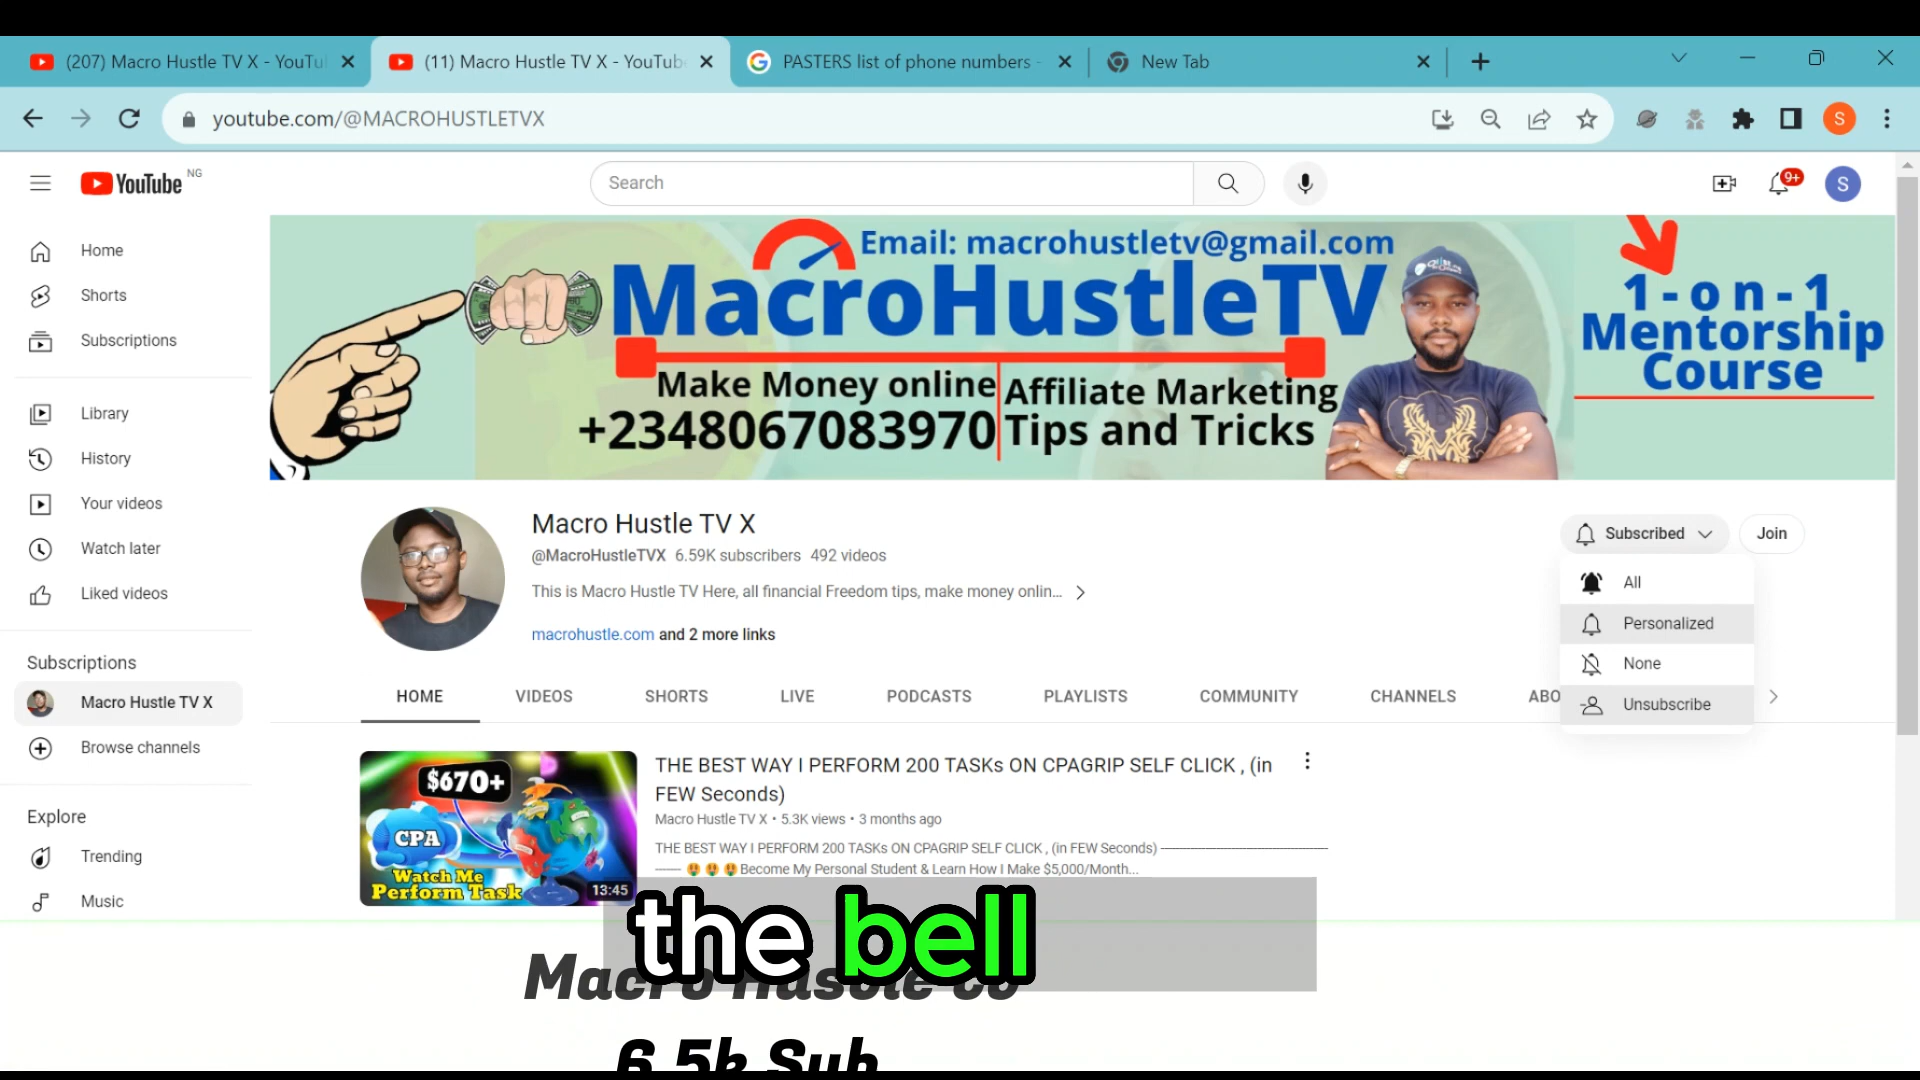 (207) Macro Hustle TV X - YouTu
(11) Macro Hustle TV X - YouTub
PASTERS list of phone numbers -
New Tab
youtube.com/@MACROHUSTLETVX
S
YouTube NG
Search
9+
S
Home
Shorts
Subscriptions
Library
History
Your videos
Watch later
Liked videos
Subscriptions
Macro Hustle TV X
Browse channels
Explore
Trending
Music
Email: macrohustletv@gmail.com
MacroHustleTV
Make Money online
+2348067083970
Affiliate Marketing
Tips and Tricks
1-on-1
Mentorship
Course
Macro Hustle TV X
@MacroHustleTVX 6.59K subscribers 492 videos
This is Macro Hustle TV Here, all financial Freedom tips, make money onlin...
macrohustle.com and 2 more links
Subscribed
Join
All
Personalized
None
Unsubscribe
HOME VIDEOS SHORTS LIVE PODCASTS PLAYLISTS COMMUNITY CHANNELS ABO
$670+
CPA
Watch Me
Perform Task
13:45
THE BEST WAY I PERFORM 200 TASKs ON CPAGRIP SELF CLICK , (in
FEW Seconds)
Macro Hustle TV X • 5.3K views • 3 months ago
THE BEST WAY I PERFORM 200 TASKs ON CPAGRIP SELF CLICK , (in FEW Seconds) ————————
—— 🤑 🤑 🤑 Become My Personal Student & Learn How I Make $5,000/Month...
the bell
Macro
6.5k Sub